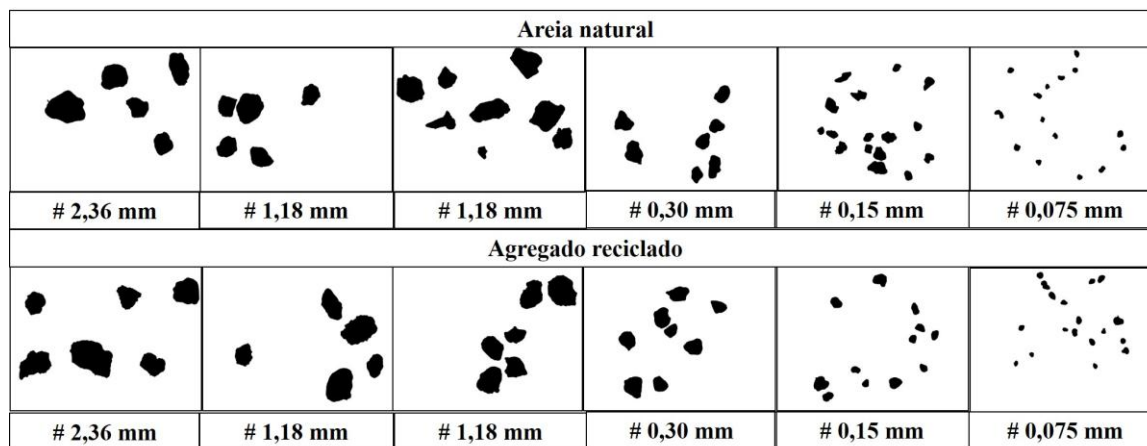 Areia natural
# 2,36 mm # 1,18 mm # 1,18 mm # 0,30 mm # 0,15 mm # 0,075 mm
Agregado reciclado
# 2,36 mm # 1,18 mm # 1,18 mm # 0,30 mm # 0,15 mm # 0,075 mm